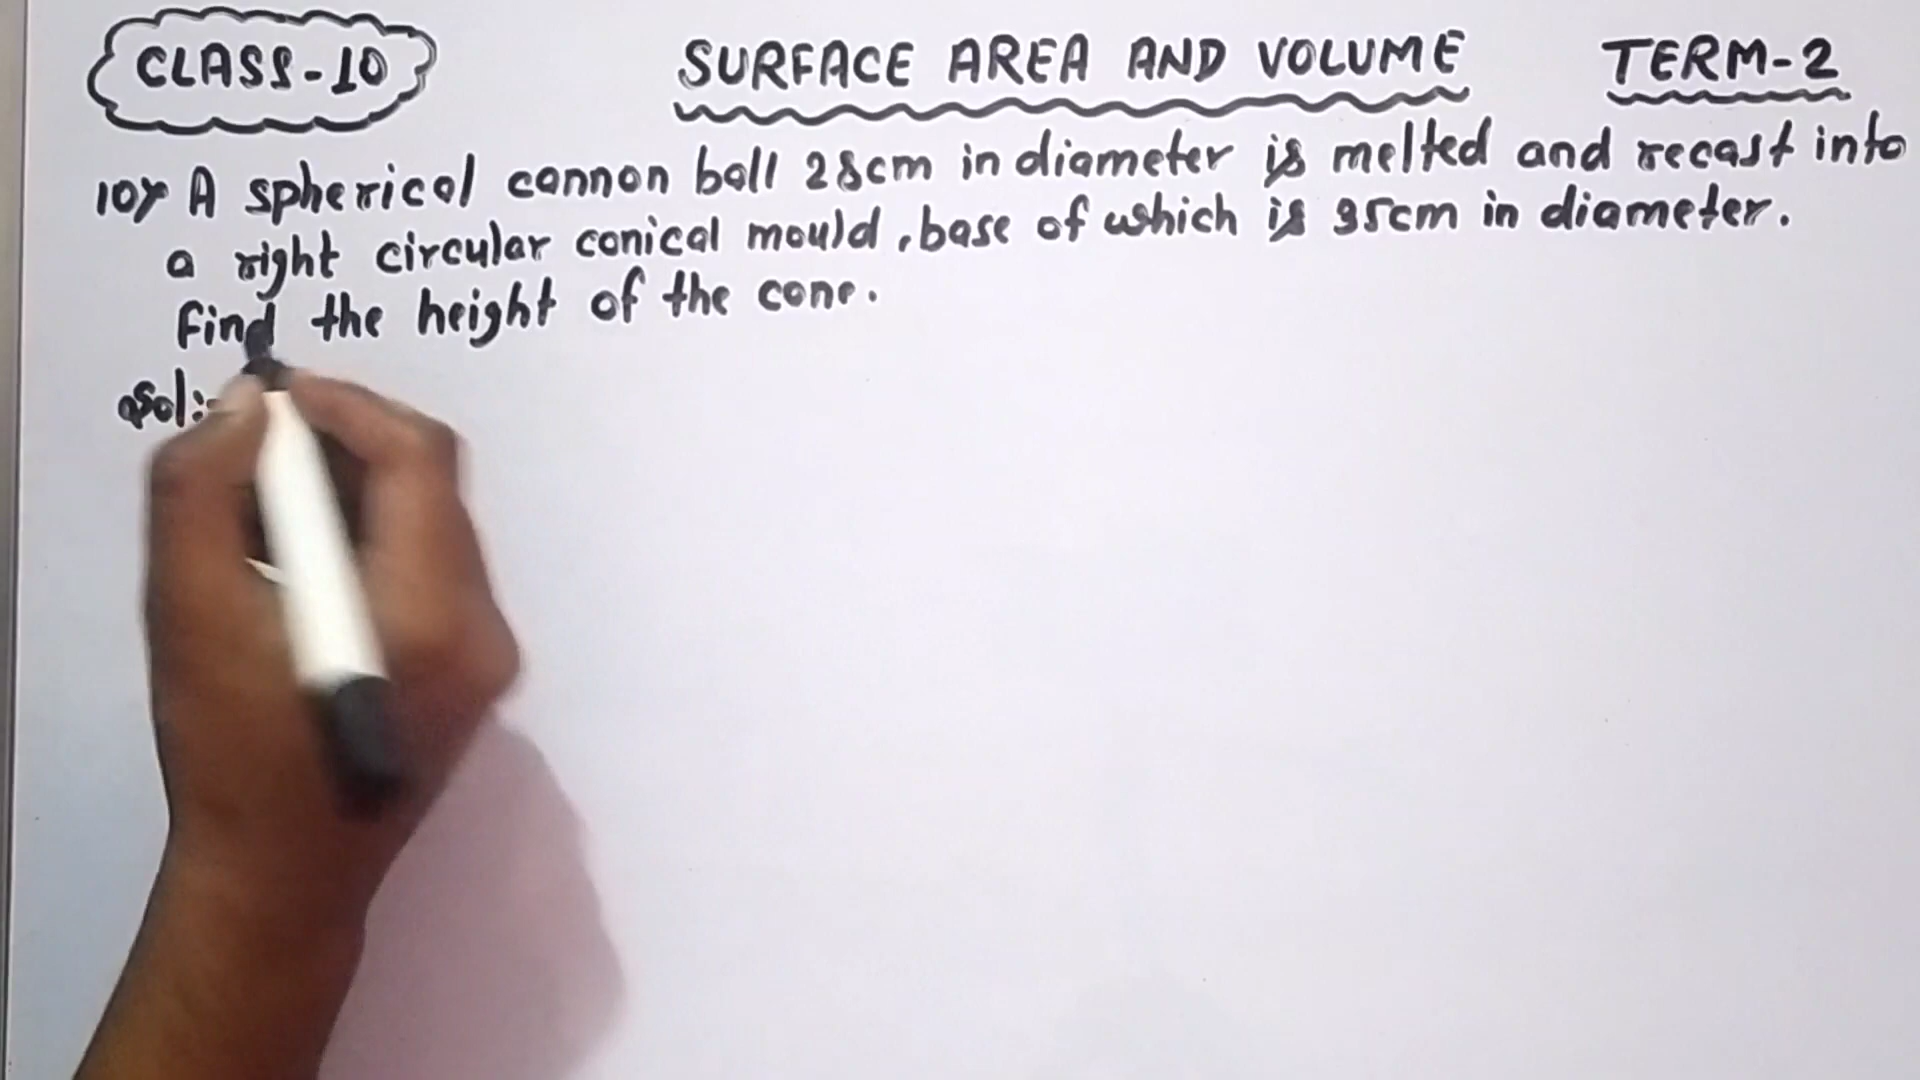 CLASS-10 SURFACE AREA AND VOLUME TERM-2
10> A spherical cannon ball 28cm in diameter is melted and recast into
a right circular conical mould, base of which is 35cm in diameter.
Find the height of the cone.
Sol:-